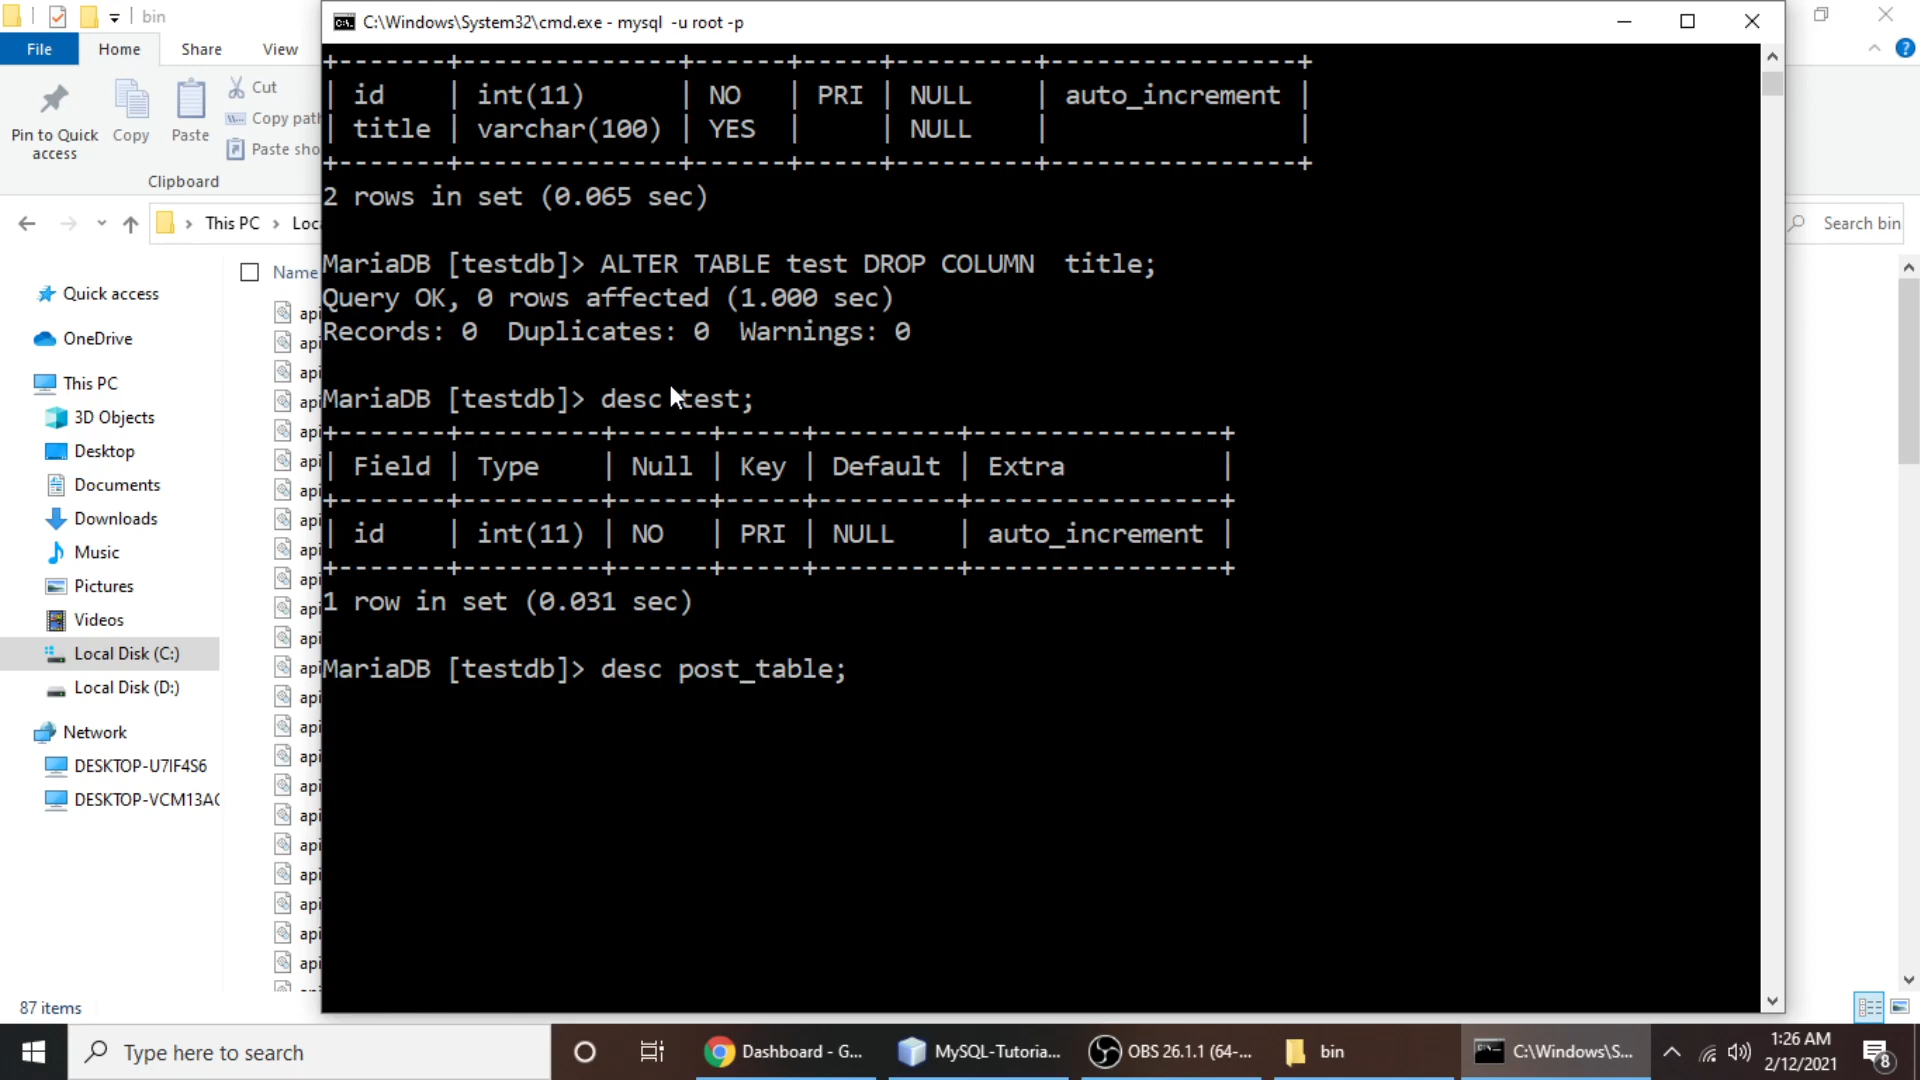 bin
C:\Windows\System32\cmd.exe - mysql -u root -p
File Home Share View
Pin to Quick access
Copy
Paste
Cut
Copy path
Paste sho
Clipboard
This PC
Search bin
Name
Quick access
OneDrive
This PC
3D Objects
Desktop
Documents
Downloads
Music
Pictures
Videos
Local Disk (C:)
Local Disk (D:)
Network
DESKTOP-U7IF4S6
DESKTOP-VCM13AC
87 items
+-------+--------------+------+-----+---------+----------------+
| id    | int(11)      | NO   | PRI | NULL    | auto_increment |
| title | varchar(100) | YES  |     | NULL    |                |
+-------+--------------+------+-----+---------+----------------+
2 rows in set (0.065 sec)
MariaDB [testdb]> ALTER TABLE test DROP COLUMN  title;
Query OK, 0 rows affected (1.000 sec)
Records: 0  Duplicates: 0  Warnings: 0
MariaDB [testdb]> desc test;
+-------+---------+------+-----+---------+----------------+
| Field | Type    | Null | Key | Default | Extra          |
+-------+---------+------+-----+---------+----------------+
| id    | int(11) | NO   | PRI | NULL    | auto_increment |
+-------+---------+------+-----+---------+----------------+
1 row in set (0.031 sec)
MariaDB [testdb]> desc post_table;
Type here to search
Dashboard - G...
MySQL-Tutoria...
OBS 26.1.1 (64-...
bin
C:\Windows\S...
1:26 AM
2/12/2021
8